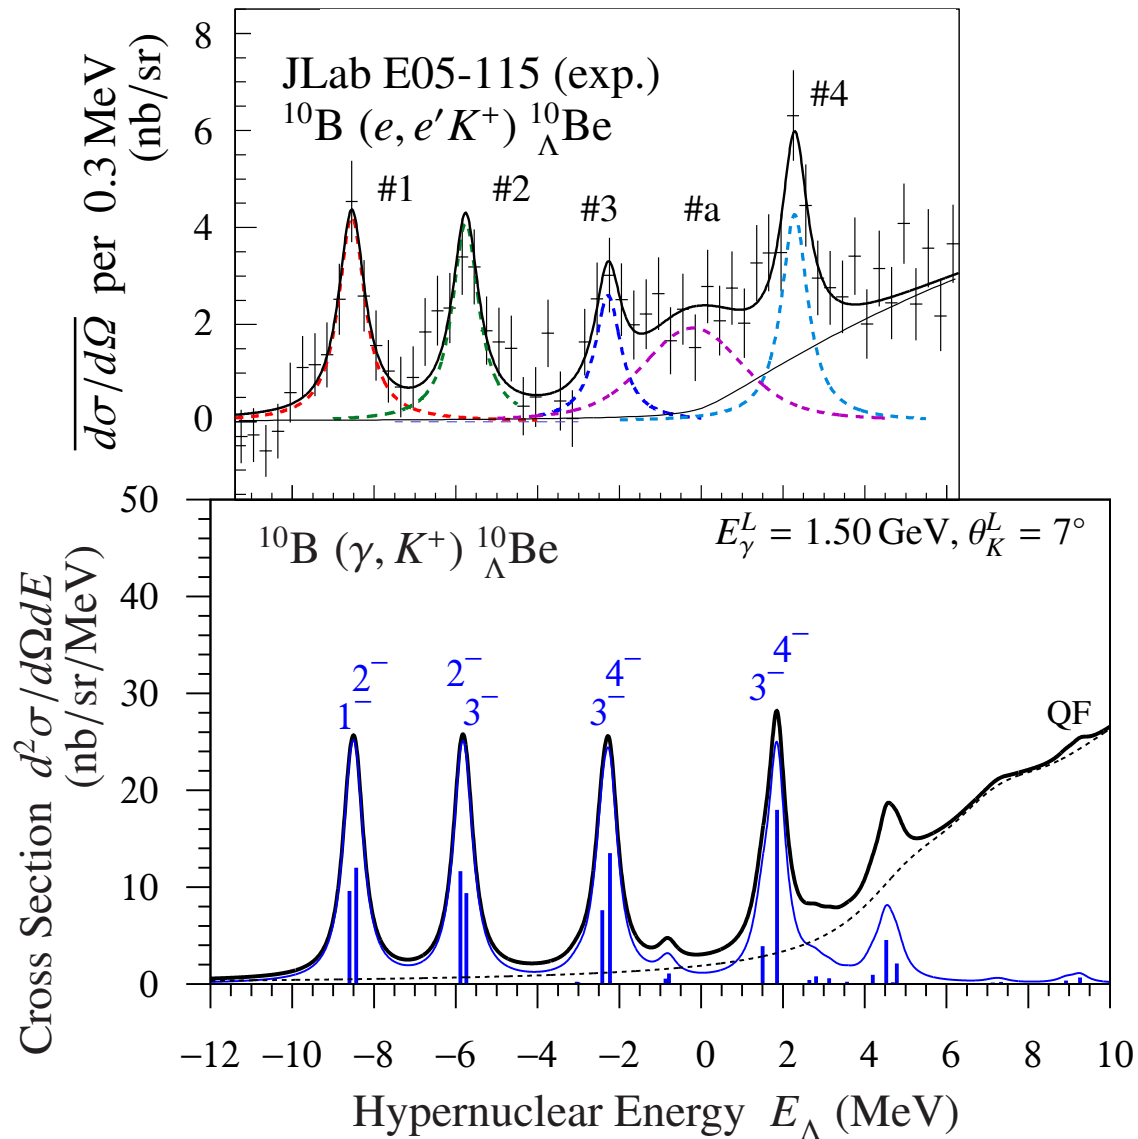 8
6
4
2
0
dσ/dΩ per 0.3 MeV
(nb/sr)
JLab E05-115 (exp.)
¹⁰B (e, e′K⁺) ¹⁰ΛBe
#1
#2
#3
#a
#4
50
40
30
20
10
0
Cross Section d²σ/dΩdE
(nb/sr/MeV)
¹⁰B (γ, K⁺) ¹⁰ΛBe
E_γ^L = 1.50 GeV, θ_K^L = 7°
2⁻
1⁻
2⁻
3⁻
4⁻
3⁻
4⁻
3⁻
QF
−12 −10 −8 −6 −4 −2 0 2 4 6 8 10
Hypernuclear Energy E_Λ (MeV)